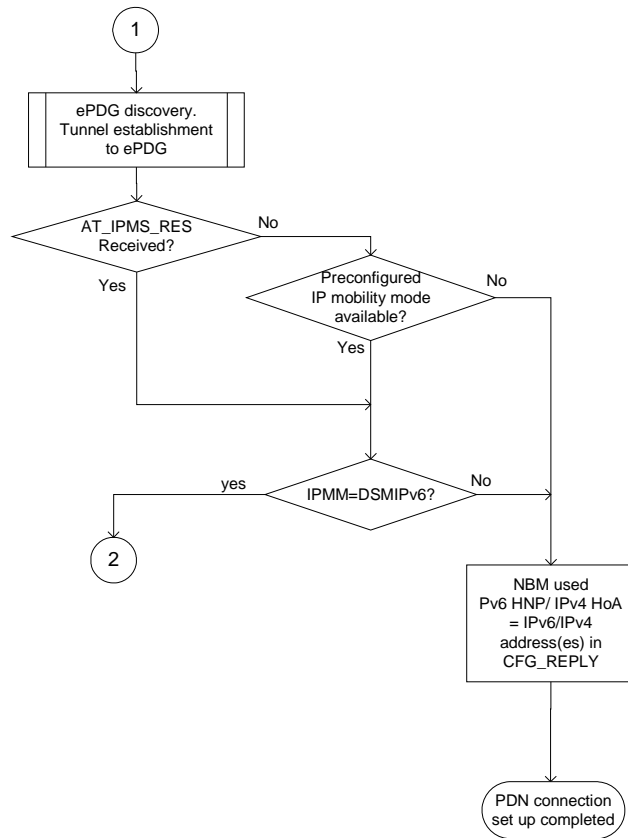 1
ePDG discovery.
Tunnel establishment
to ePDG
AT_IPMS_RES
Received?
No
Yes
Preconfigured
IP mobility mode
available?
No
Yes
IPMM=DSMIPv6?
yes
No
2
NBM used
Pv6 HNP/ IPv4 HoA
= IPv6/IPv4
address(es) in
CFG_REPLY
PDN connection
set up completed